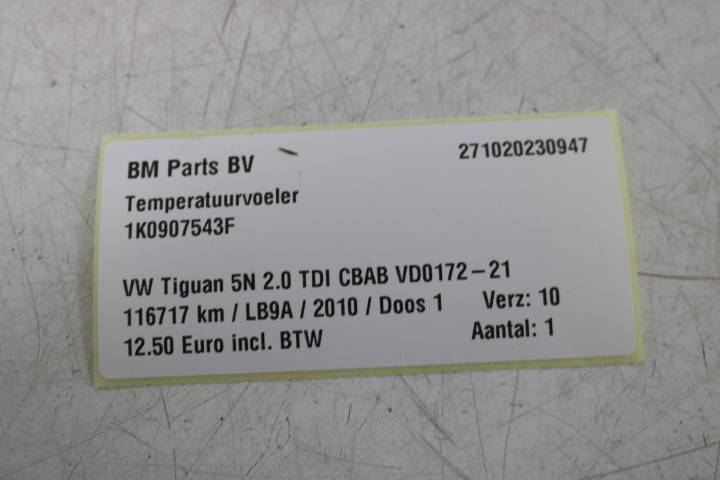 BM Parts BV 271020230947
Temperatuurvoeler
1K0907543F
VW Tiguan 5N 2.0 TDI CBAB VD0172-21
116717 km / LB9A / 2010 / Doos 1 Verz: 10
12.50 Euro incl. BTW Aantal: 1